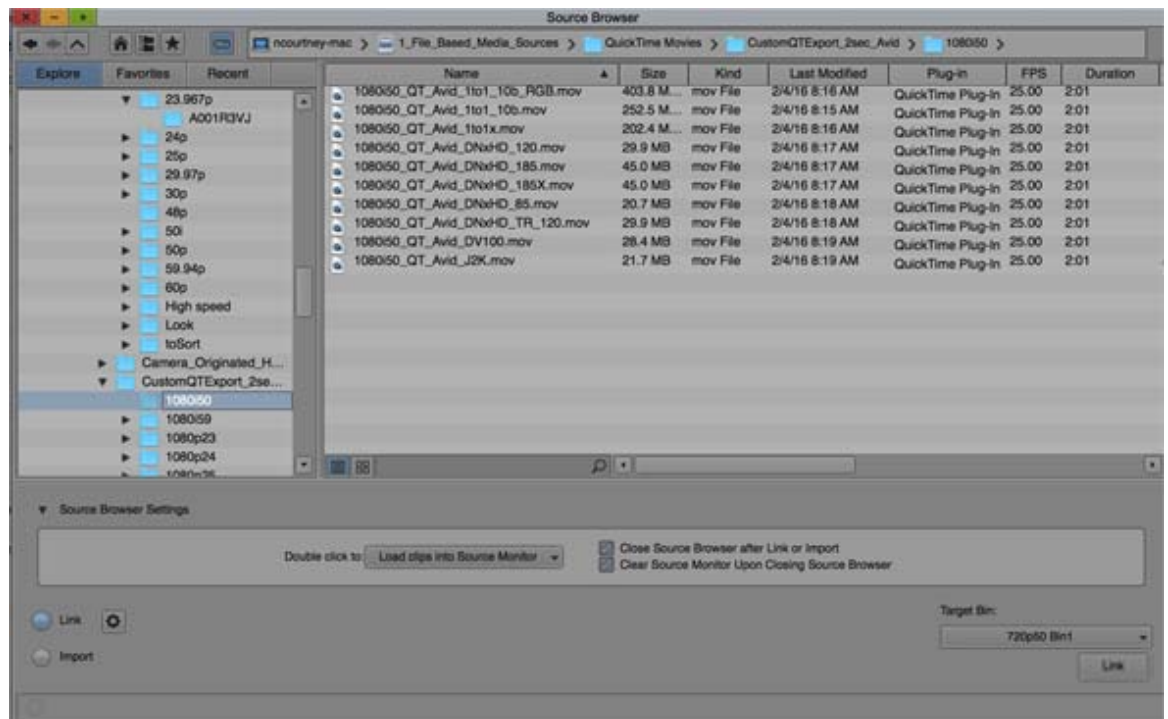 Source Browser
ncourtney-mac > 1_File_Based_Media_Sources > QuickTime Movies > CustomQTExport_2sec_Avid > 1080i50 >
Explore Favorites Recent
Name Size Kind Last Modified Plug-in FPS Duration
23.967p
A001R3VJ
24p
25p
29.97p
30p
48p
50i
50p
59.94p
60p
High speed
Look
toSort
Camera_Originated_H...
CustomQTExport_2se...
1080i50
1080i59
1080p23
1080p24
1080p25
1080i50_QT_Avid_1to1_10b_RGB.mov 403.8 M... mov File 2/4/16 8:16 AM QuickTime Plug-In 25.00 2:01
1080i50_QT_Avid_1to1_10b.mov 252.5 M... mov File 2/4/16 8:15 AM QuickTime Plug-In 25.00 2:01
1080i50_QT_Avid_1to1x.mov 202.4 M... mov File 2/4/16 8:16 AM QuickTime Plug-In 25.00 2:01
1080i50_QT_Avid_DNxHD_120.mov 29.9 MB mov File 2/4/16 8:17 AM QuickTime Plug-In 25.00 2:01
1080i50_QT_Avid_DNxHD_185.mov 45.0 MB mov File 2/4/16 8:17 AM QuickTime Plug-In 25.00 2:01
1080i50_QT_Avid_DNxHD_185X.mov 45.0 MB mov File 2/4/16 8:17 AM QuickTime Plug-In 25.00 2:01
1080i50_QT_Avid_DNxHD_85.mov 20.7 MB mov File 2/4/16 8:18 AM QuickTime Plug-In 25.00 2:01
1080i50_QT_Avid_DNxHD_TR_120.mov 29.9 MB mov File 2/4/16 8:18 AM QuickTime Plug-In 25.00 2:01
1080i50_QT_Avid_DV100.mov 28.4 MB mov File 2/4/16 8:19 AM QuickTime Plug-In 25.00 2:01
1080i50_QT_Avid_J2K.mov 21.7 MB mov File 2/4/16 8:19 AM QuickTime Plug-In 25.00 2:01
Source Browser Settings
Double click to: Load clips into Source Monitor
Close Source Browser after Link or Import
Clear Source Monitor Upon Closing Source Browser
Link
Import
Target Bin:
720p50 Bin1
Link